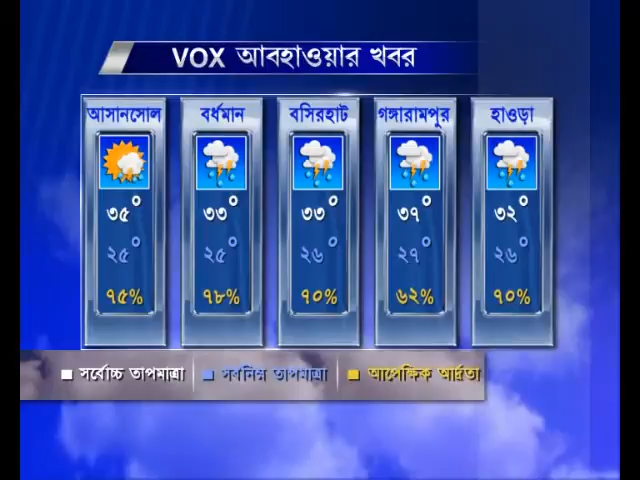 VOX আবহাওয়ার খবর
আসানসোল বর্ধমান বসিরহাট গঙ্গারামপুর হাওড়া
৩৫° ৩৩° ৩৩° ৩৭° ৩২°
২৫° ২৫° ২৬° ২৭° ২৬°
৭৫% ৭৮% ৭০% ৬২% ৭০%
সর্বোচ্চ তাপমাত্রা সর্বনিম্ন তাপমাত্রা আপেক্ষিক আর্দ্রতা